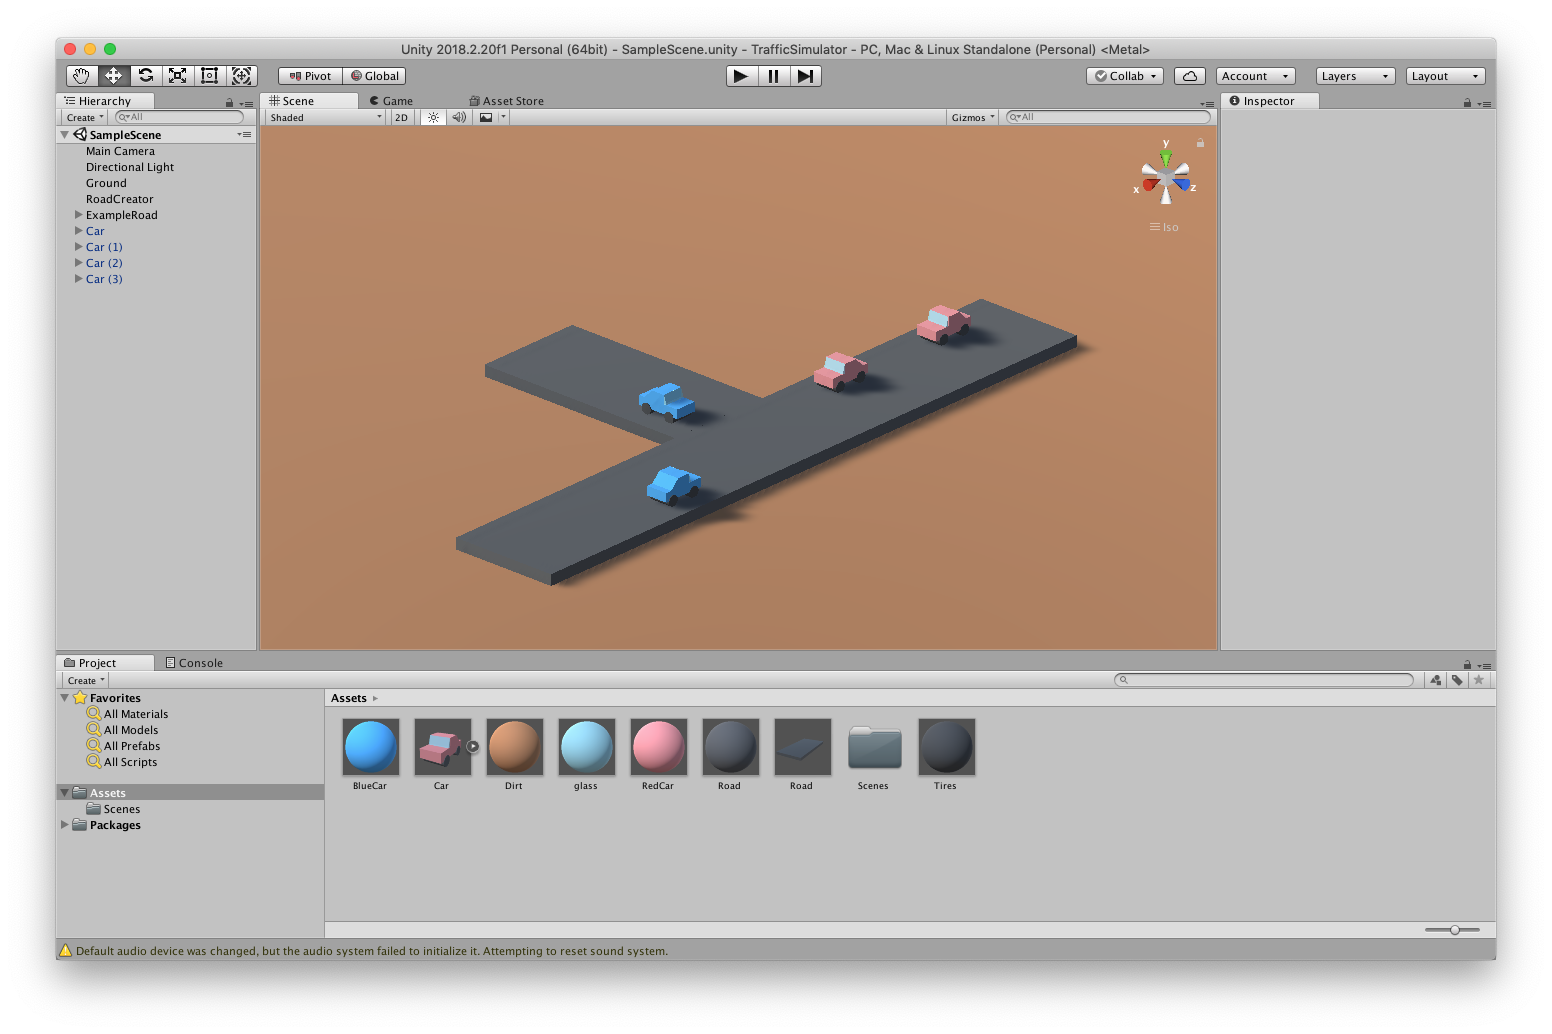 Unity 2018.2.20f1 Personal (64bit) - SampleScene.unity - TrafficSimulator - PC, Mac & Linux Standalone (Personal) <Metal>
Pivot Global Collab Account Layers Layout
Hierarchy
Create All
SampleScene
Main Camera
Directional Light
Ground
RoadCreator
ExampleRoad
Car
Car (1)
Car (2)
Car (3)
Scene Game Asset Store
Shaded 2D Gizmos All
y
x z
Iso
Inspector
Project Console
Create
Favorites
All Materials
All Models
All Prefabs
All Scripts
Assets
Scenes
Packages
Assets
BlueCar Car Dirt glass RedCar Road Road Scenes Tires
Default audio device was changed, but the audio system failed to initialize it. Attempting to reset sound system.